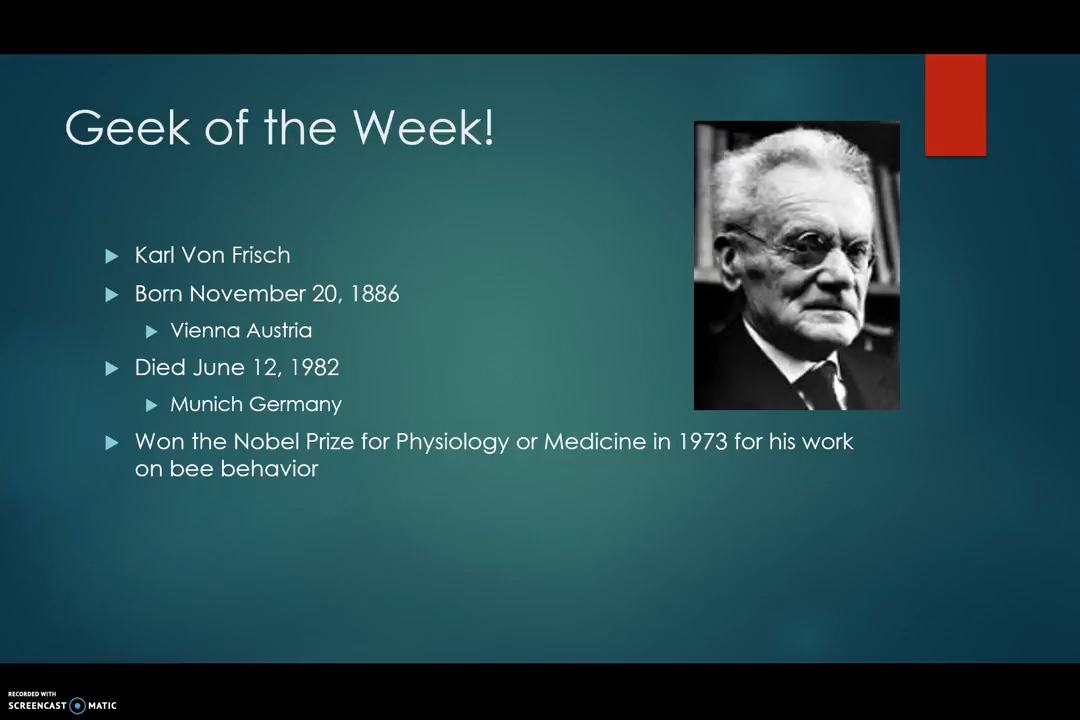 Geek of the Week!
Karl Von Frisch
Born November 20, 1886
Vienna Austria
Died June 12, 1982
Munich Germany
Won the Nobel Prize for Physiology or Medicine in 1973 for his work
on bee behavior
RECORDED WITH
SCREENCAST MATIC